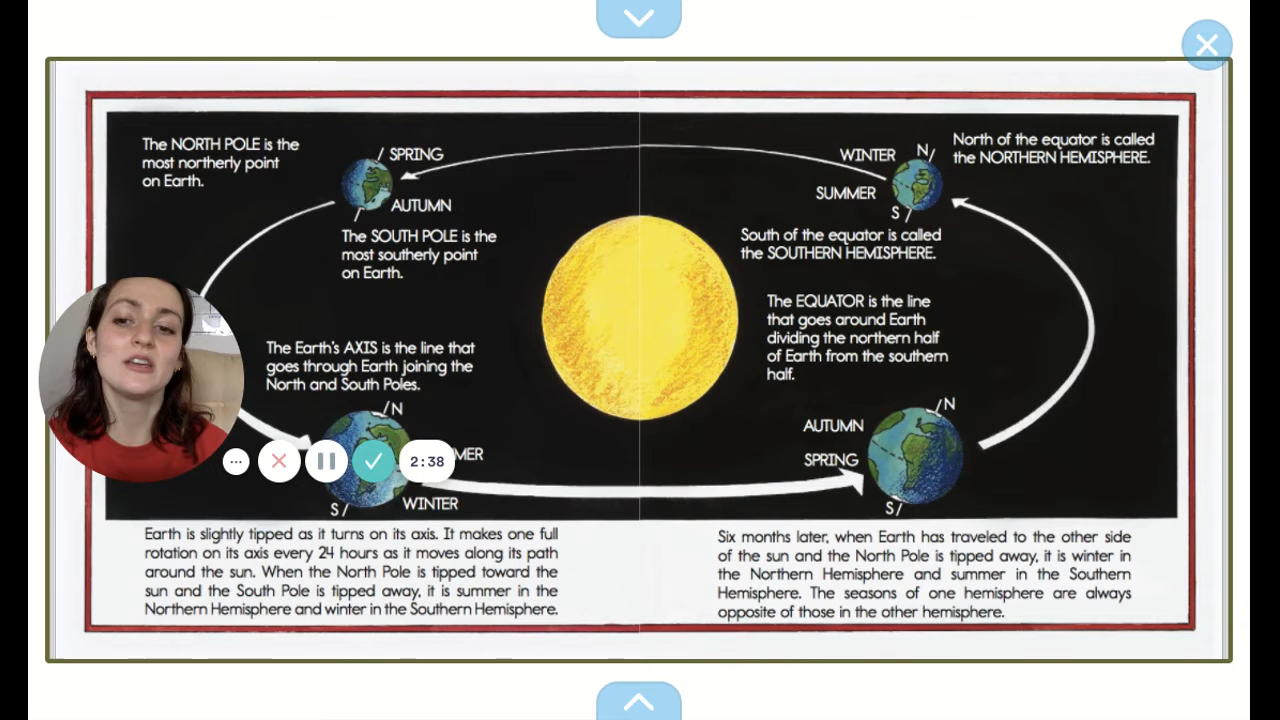 The NORTH POLE is the
most northerly point
on Earth.
SPRING
AUTUMN
The SOUTH POLE is the
most southerly point
on Earth.
WINTER
N
SUMMER
S
North of the equator is called
the NORTHERN HEMISPHERE.
South of the equator is called
the SOUTHERN HEMISPHERE.
The EQUATOR is the line
that goes around Earth
dividing the northern half
of Earth from the southern
half.
The Earth's AXIS is the line that
goes through Earth joining the
North and South Poles.
N
MER
WINTER
S
2:38
AUTUMN
N
SPRING
S
Earth is slightly tipped as it turns on its axis. It makes one full
rotation on its axis every 24 hours as it moves along its path
around the sun. When the North Pole is tipped toward the
sun and the South Pole is tipped away, it is summer in the
Northern Hemisphere and winter in the Southern Hemisphere.
Six months later, when Earth has traveled to the other side
of the sun and the North Pole is tipped away, it is winter in
the Northern Hemisphere and summer in the Southern
Hemisphere. The seasons of one hemisphere are always
opposite of those in the other hemisphere.